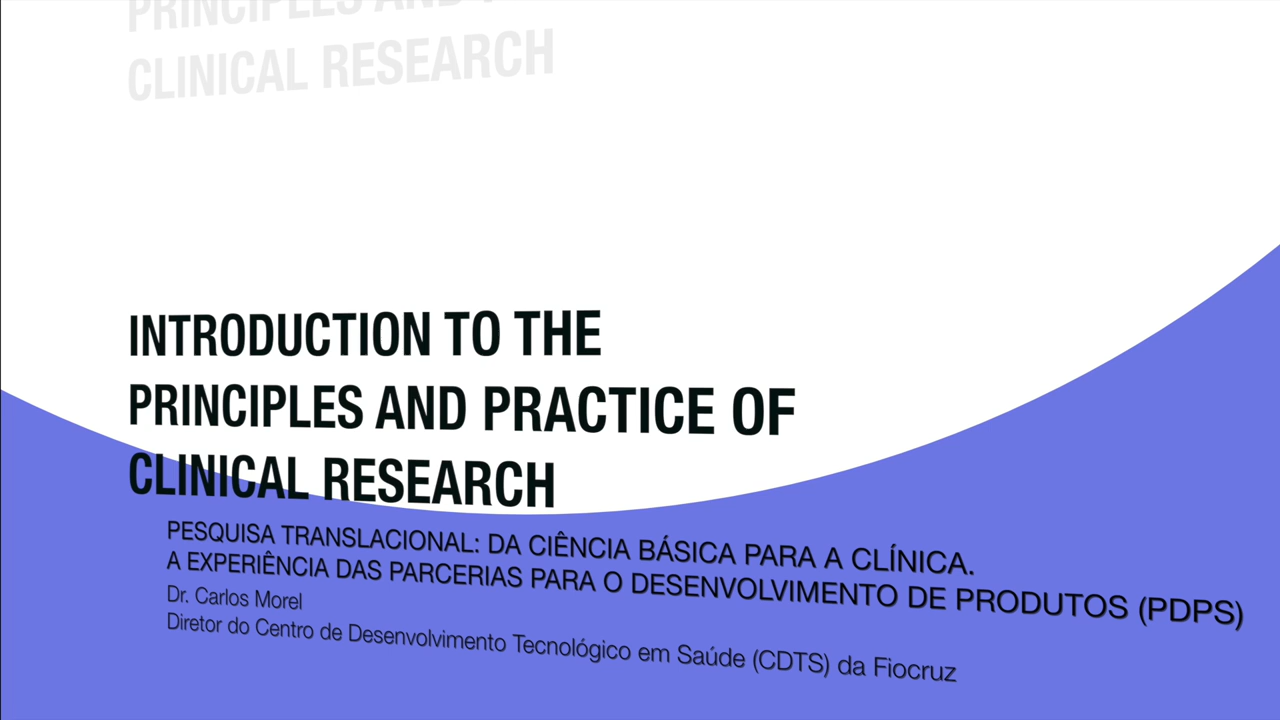 PRINCIPLES AND
CLINICAL RESEARCH
INTRODUCTION TO THE
PRINCIPLES AND PRACTICE OF
CLINICAL RESEARCH
PESQUISA TRANSLACIONAL: DA CIÊNCIA BÁSICA PARA A CLÍNICA.
A EXPERIÊNCIA DAS PARCERIAS PARA O DESENVOLVIMENTO DE PRODUTOS (PDPS)
Dr. Carlos Morel
Diretor do Centro de Desenvolvimento Tecnológico em Saúde (CDTS) da Fiocruz